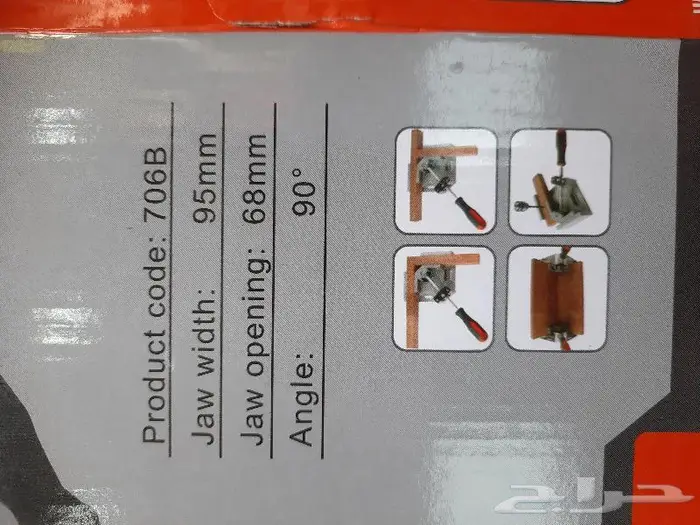 Product code: 706B
Jaw width: 95mm
Jaw opening: 68mm
Angle: 90°
حراج